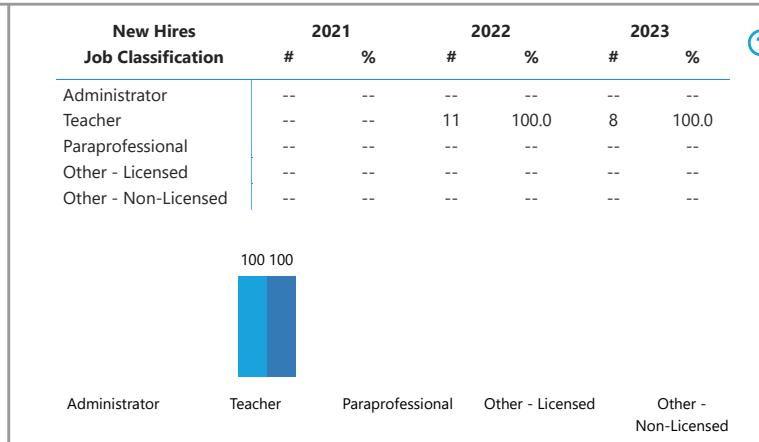 New Hires 2021 2022 2023
Job Classification # % # % # %
Administrator -- -- -- -- -- --
Teacher -- -- 11 100.0 8 100.0
Paraprofessional -- -- -- -- -- --
Other - Licensed -- -- -- -- -- --
Other - Non-Licensed -- -- -- -- -- --
100 100
Administrator Teacher Paraprofessional Other - Licensed Other -
Non-Licensed